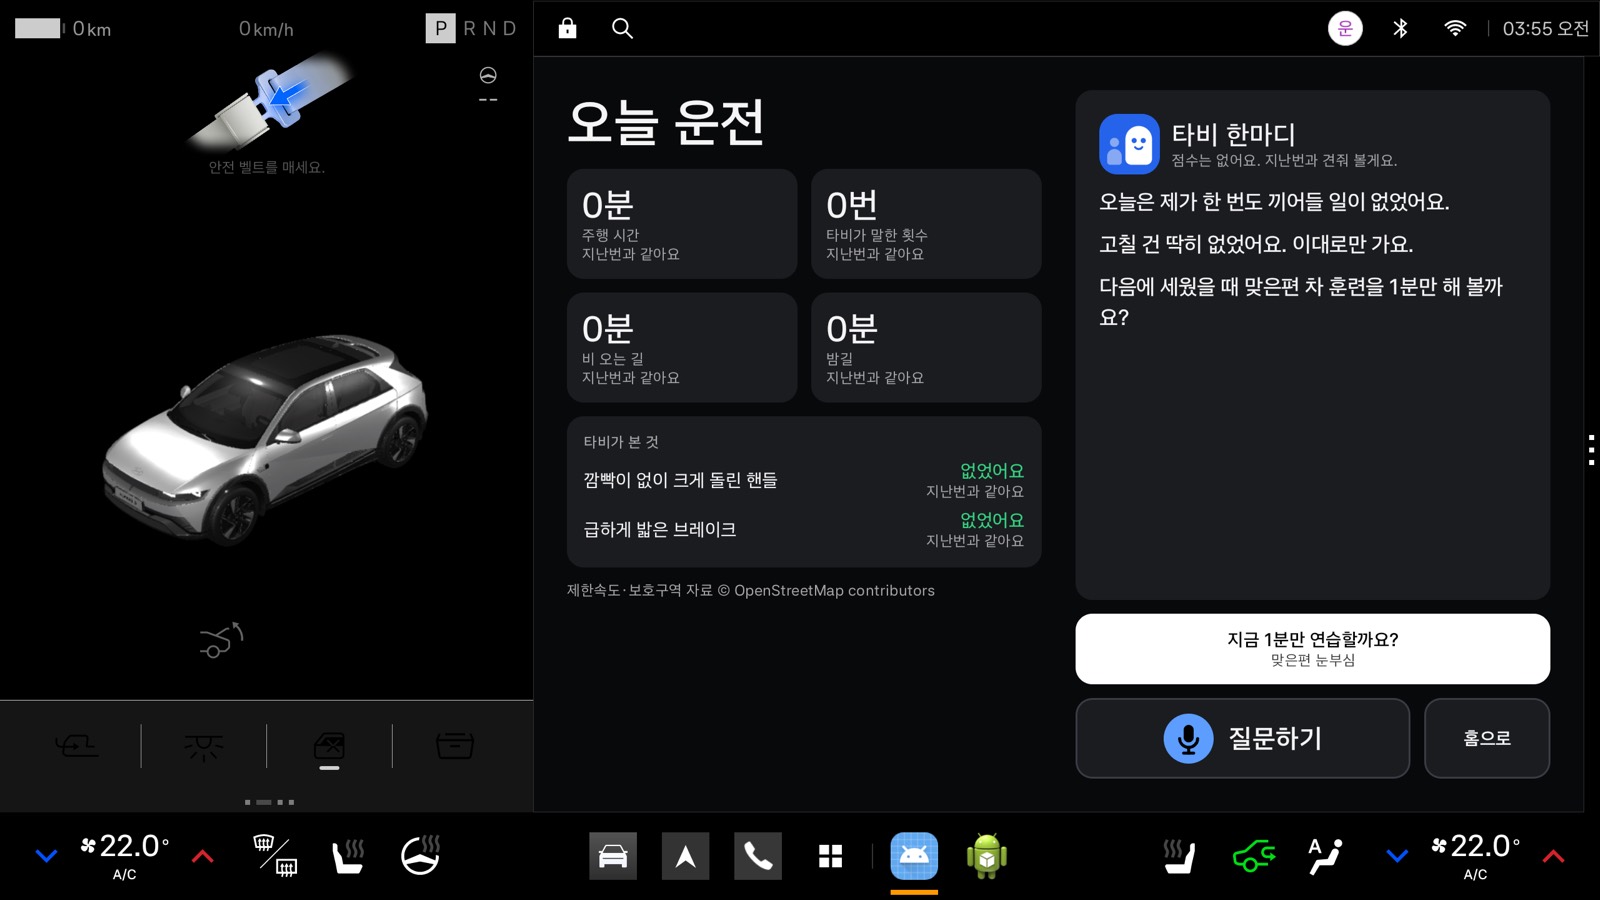 0km
0km/h
P R N D
03:55 오전
운
--
안전 벨트를 매세요.
오늘 운전
0분
주행 시간
지난번과 같아요
0번
타비가 말한 횟수
지난번과 같아요
0분
비 오는 길
지난번과 같아요
0분
밤길
지난번과 같아요
타비가 본 것
깜빡이 없이 크게 돌린 핸들
없었어요
지난번과 같아요
급하게 밟은 브레이크
없었어요
지난번과 같아요
제한속도·보호구역 자료 © OpenStreetMap contributors
타비 한마디
점수는 없어요. 지난번과 견줘 볼게요.
오늘은 제가 한 번도 끼어들 일이 없었어요.
고칠 건 딱히 없었어요. 이대로만 가요.
다음에 세웠을 때 맞은편 차 훈련을 1분만 해 볼까
요?
지금 1분만 연습할까요?
맞은편 눈부심
질문하기
홈으로
22.0°
A/C
A
22.0°
A/C